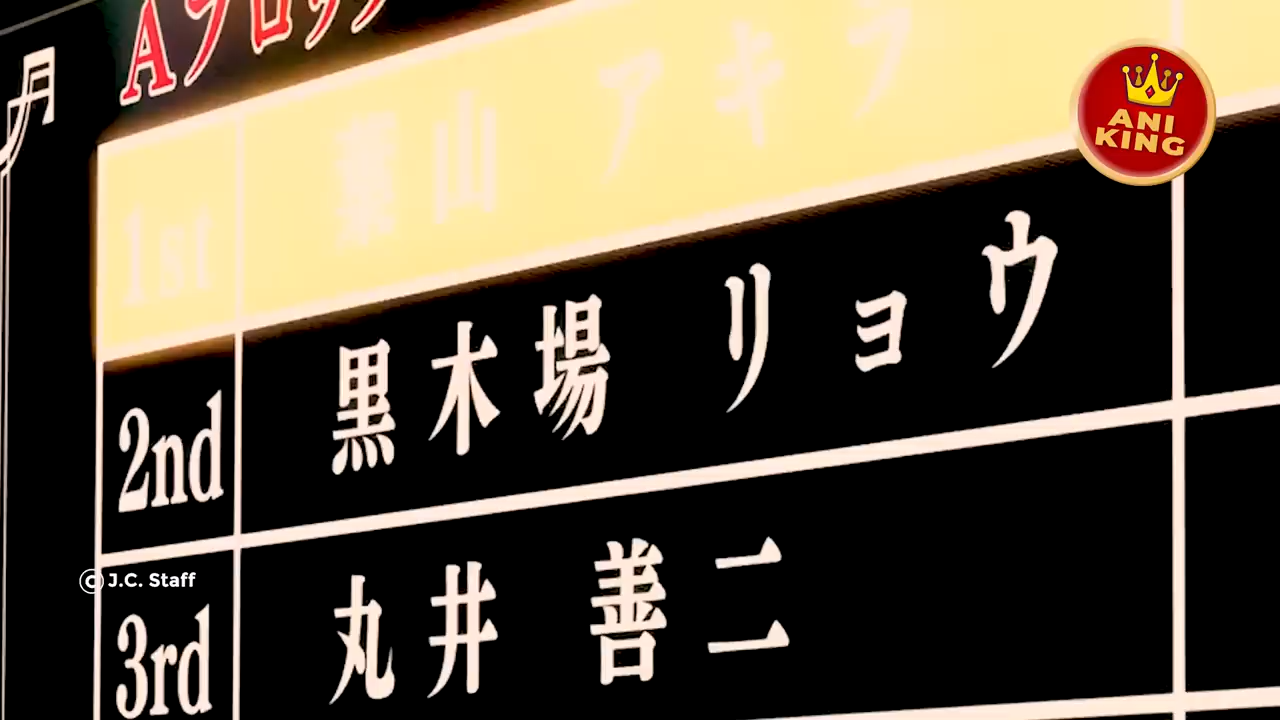 Aブロック
1st 葉山 アキラ
2nd 黒木場 リョウ
3rd 丸井 善二
ANI
KING
© J.C. Staff